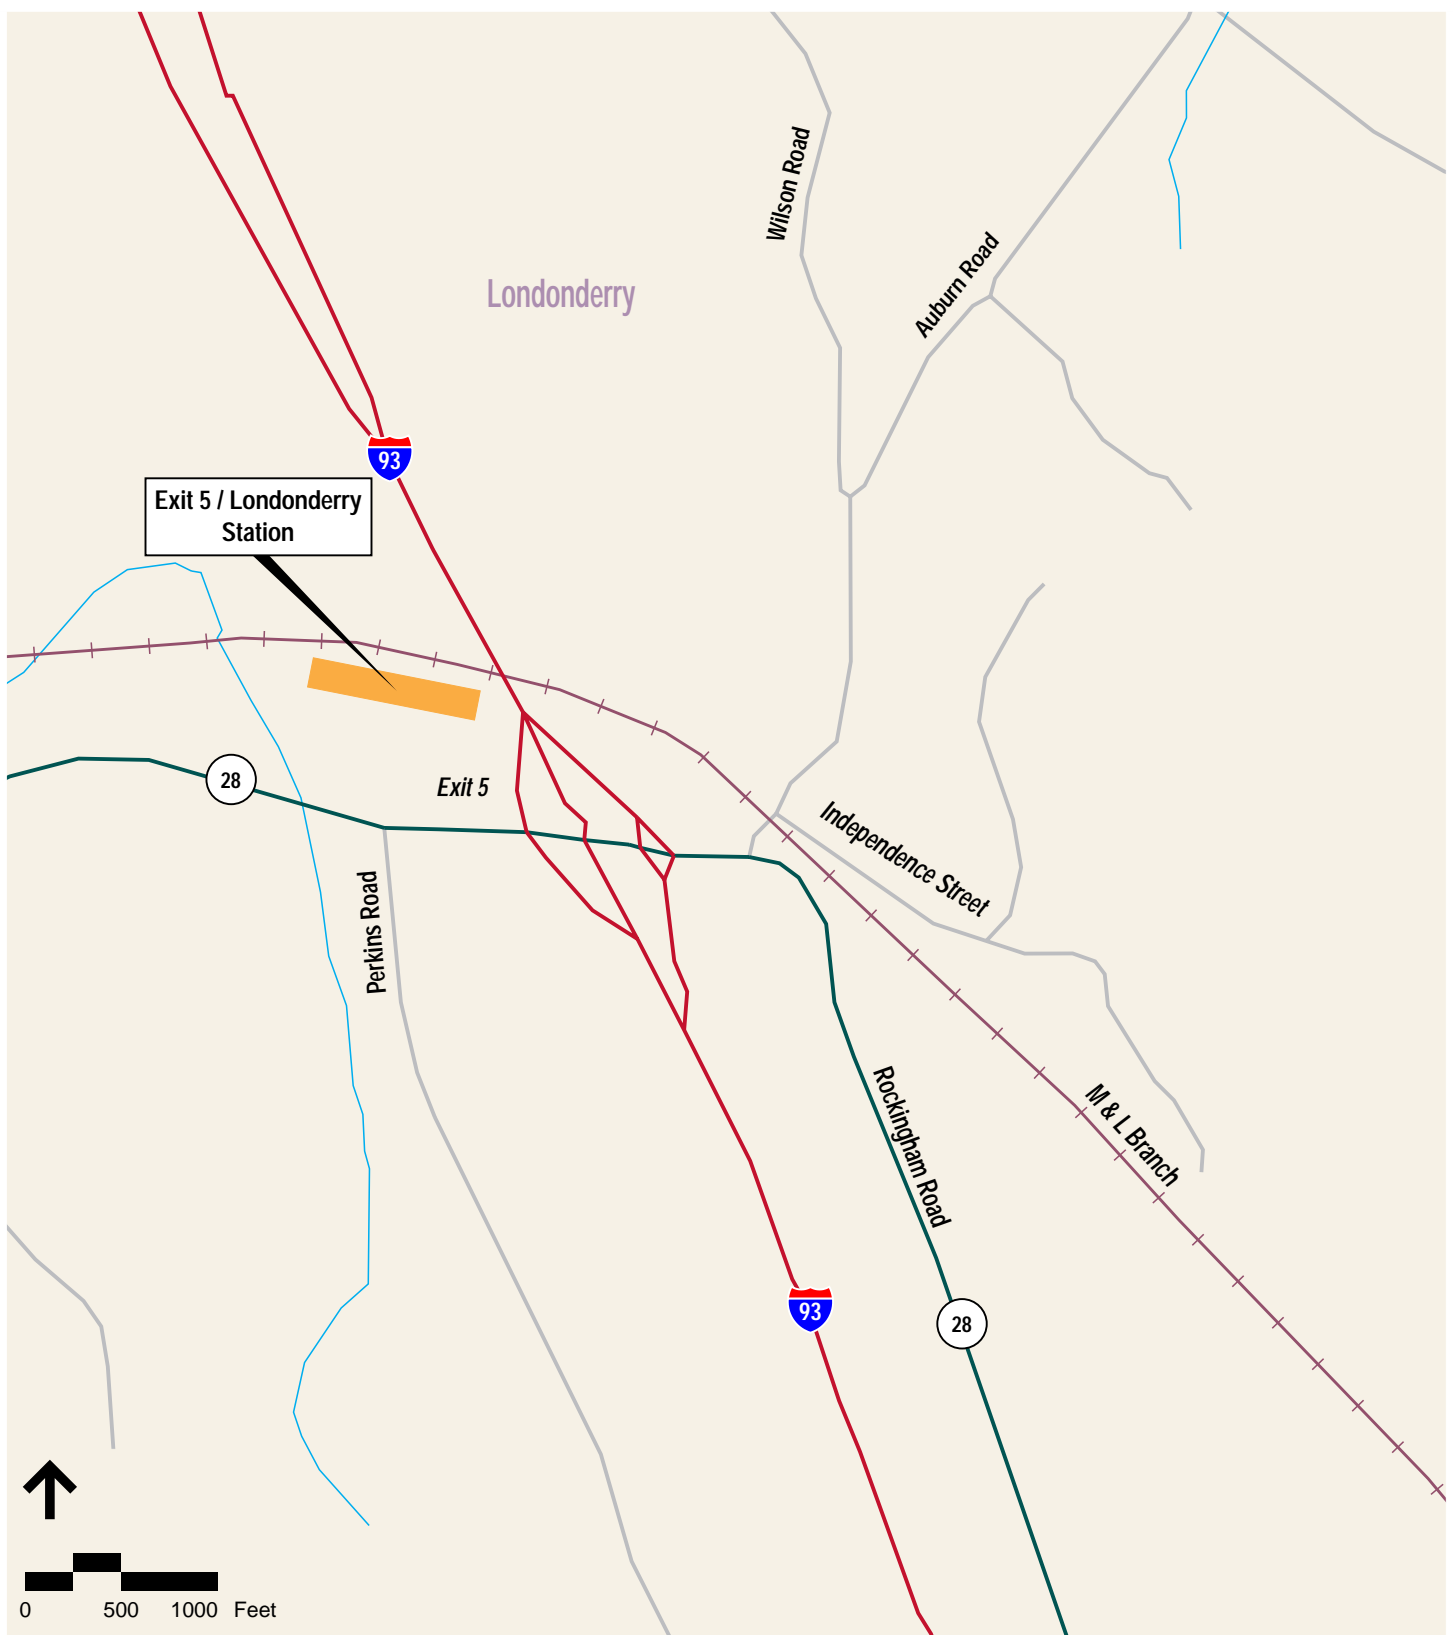 Wilson Road
Auburn Road
Londonderry
93
Exit 5 / Londonderry
Station
28
Exit 5
Independence Street
Perkins Road
Rockingham Road
M & L Branch
93
28
0 500 1000 Feet